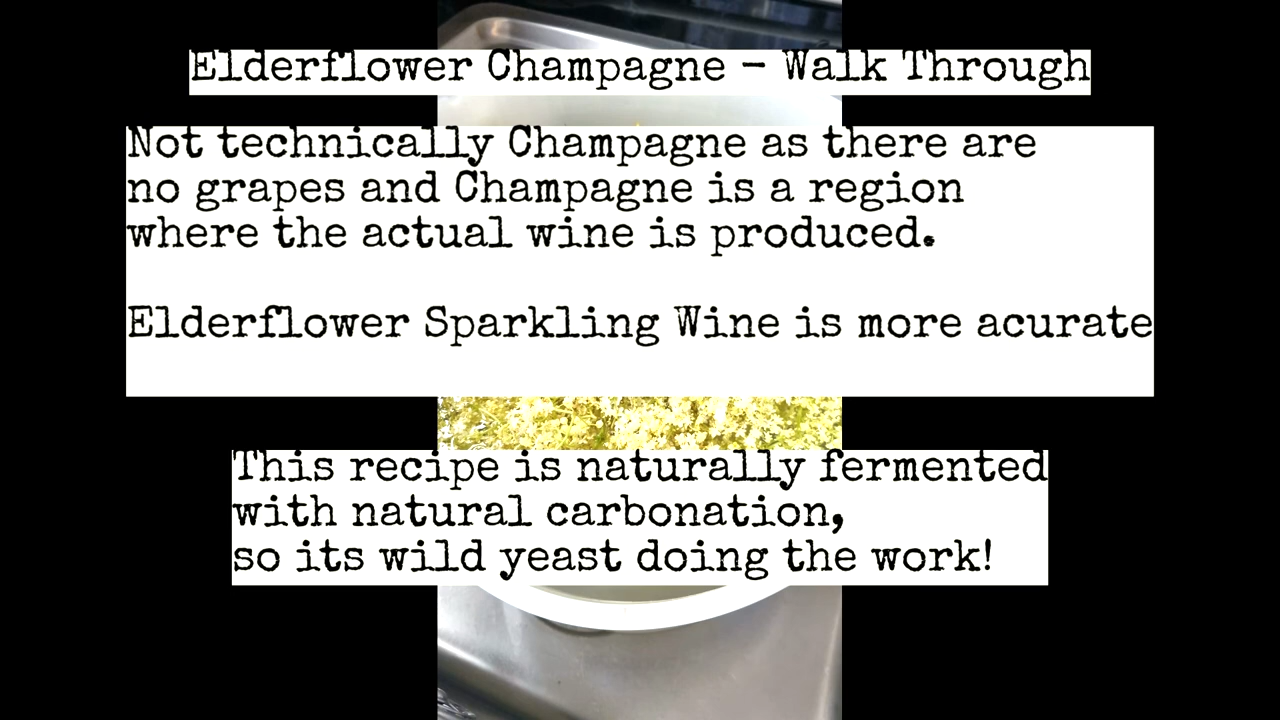 Elderflower Champagne - Walk Through
Not technically Champagne as there are
no grapes and Champagne is a region
where the actual wine is produced.
Elderflower Sparkling Wine is more acurate
This recipe is naturally fermented
with natural carbonation,
so its wild yeast doing the work!